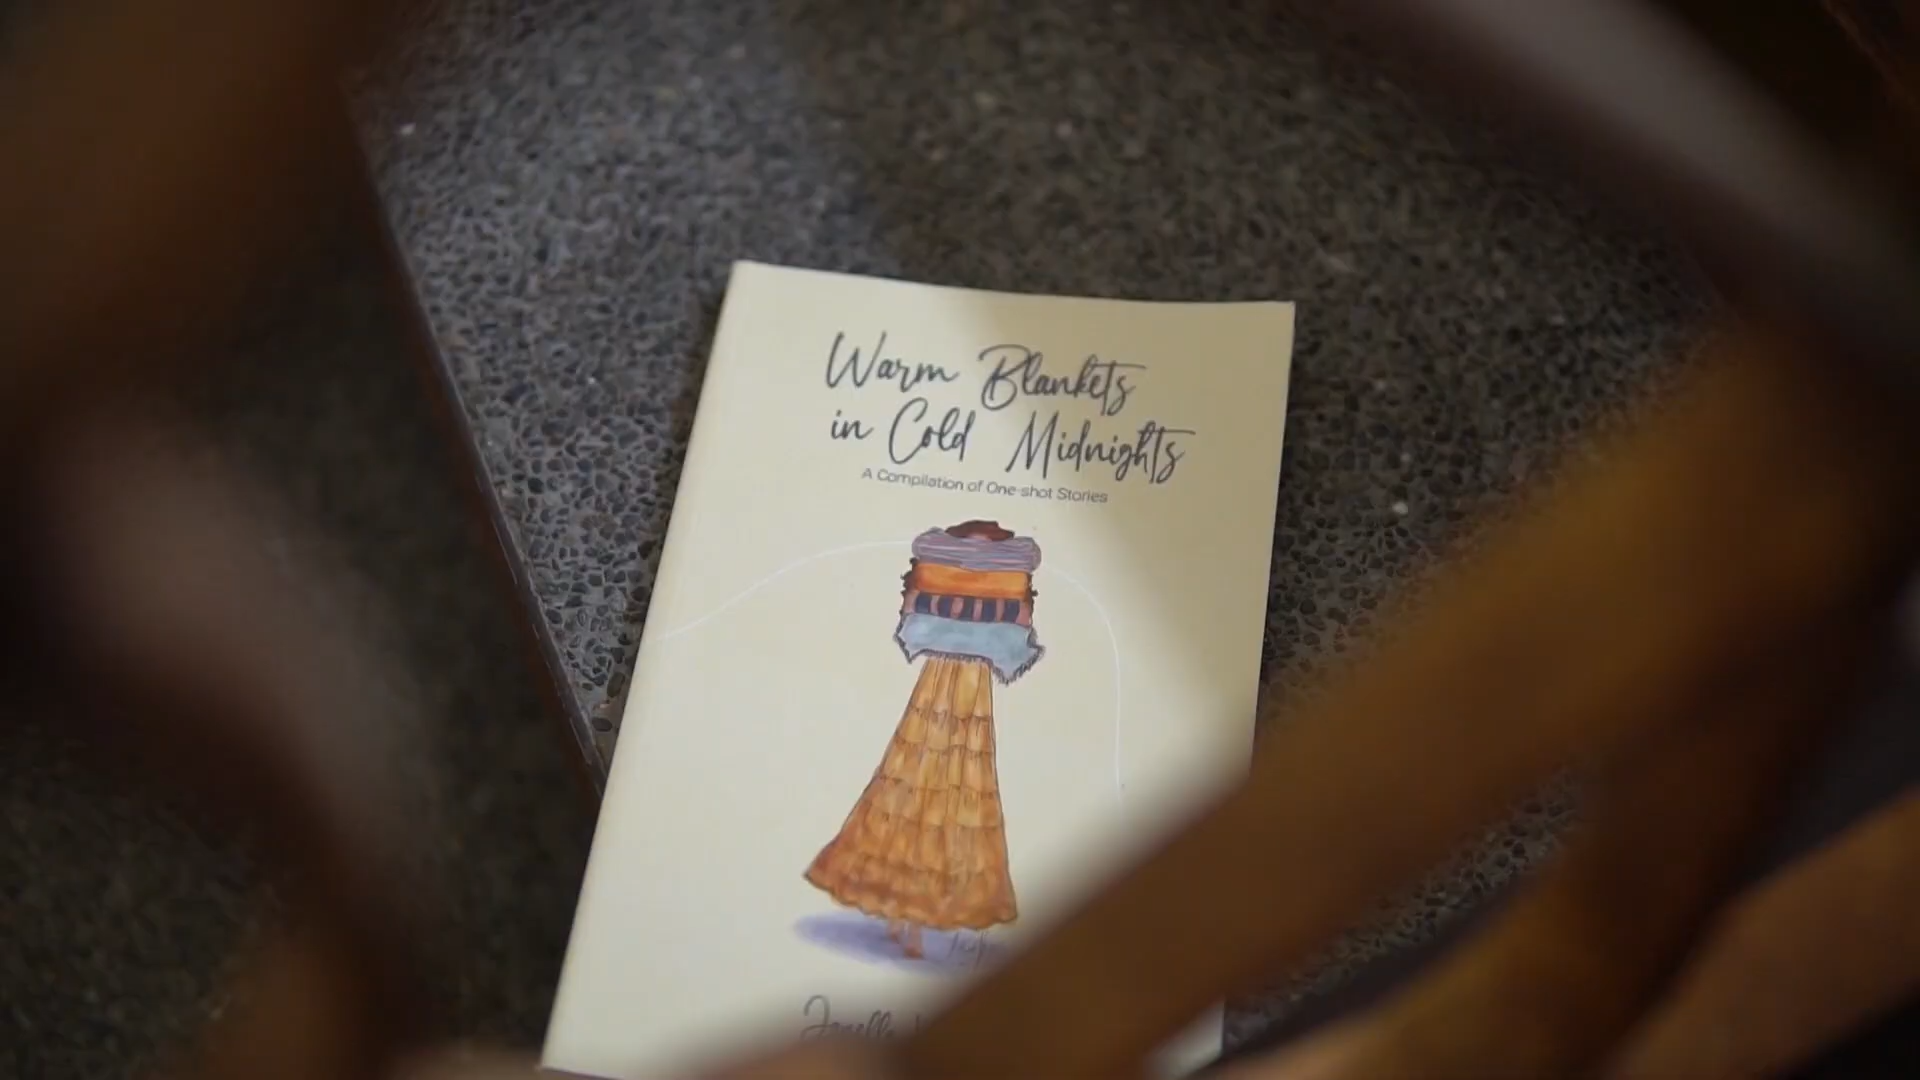 Warm Blankets
in Cold Midnights
A Compilation of One-shot Stories